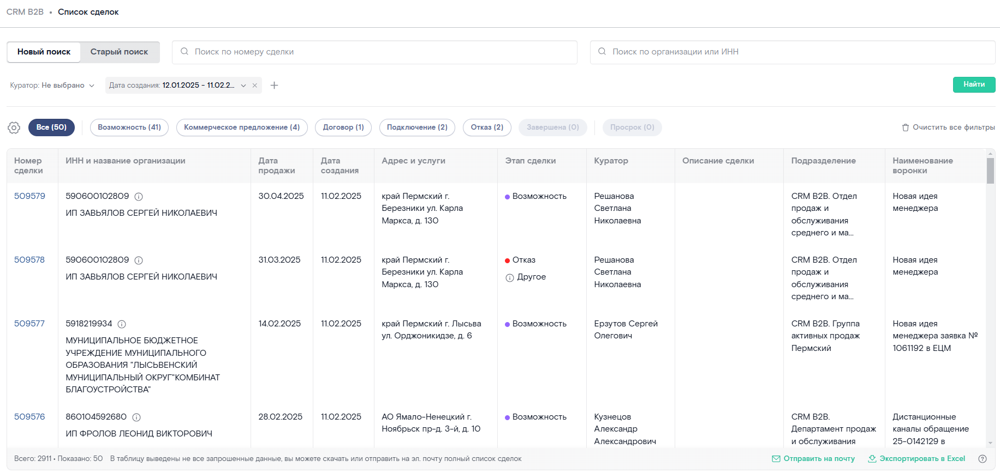 CRM B2B • Список сделок
Новый поиск Старый поиск Поиск по номеру сделки Поиск по организации или ИНН
Куратор: Не выбрано Дата создания: 12.01.2025 - 11.02.2... Найти
Все (50) Возможность (41) Коммерческое предложение (4) Договор (1) Подключение (2) Отказ (2) Завершена (0) Просрок (0) Очистить все фильтры
Номер сделки
ИНН и название организации
Дата продажи
Дата создания
Адрес и услуги
Этап сделки
Куратор
Описание сделки
Подразделение
Наименование воронки
509579
590600102809
ИП ЗАВЬЯЛОВ СЕРГЕЙ НИКОЛАЕВИЧ
30.04.2025
11.02.2025
край Пермский г.
Березники ул. Карла
Маркса, д. 130
Возможность
Решанова
Светлана
Николаевна
CRM B2B. Отдел
продаж и
обслуживания
среднего и ма...
Новая идея
менеджера
509578
590600102809
ИП ЗАВЬЯЛОВ СЕРГЕЙ НИКОЛАЕВИЧ
31.03.2025
11.02.2025
край Пермский г.
Березники ул. Карла
Маркса, д. 130
Отказ
Другое
Решанова
Светлана
Николаевна
CRM B2B. Отдел
продаж и
обслуживания
среднего и ма...
Новая идея
менеджера
509577
5918219934
МУНИЦИПАЛЬНОЕ БЮДЖЕТНОЕ
УЧРЕЖДЕНИЕ МУНИЦИПАЛЬНОГО
ОБРАЗОВАНИЯ "ЛЫСЬВЕНСКИЙ
МУНИЦИПАЛЬНЫЙ ОКРУГ"КОМБИНАТ
БЛАГОУСТРОЙСТВА"
14.02.2025
11.02.2025
край Пермский г. Лысьва
ул. Орджоникидзе, д. 6
Возможность
Ерзутов Сергей
Олегович
CRM B2B. Группа
активных продаж
Пермский
Новая идея
менеджера заявка №
1061192 в ЕЦМ
509576
860104592680
ИП ФРОЛОВ ЛЕОНИД ВИКТОРОВИЧ
28.02.2025
11.02.2025
АО Ямало-Ненецкий г.
Ноябрьск пр-д. 3-й, д. 10
Возможность
Кузнецов
Александр
Александрович
CRM B2B.
Департамент продаж
и обслуживания
Дистанционные
каналы обращение
25-0142129 в
Всего: 2911 • Показано: 50 В таблицу выведены не все запрошенные данные, вы можете скачать или отправить на эл. почту полный список сделок Отправить на почту Экспортировать в Excel